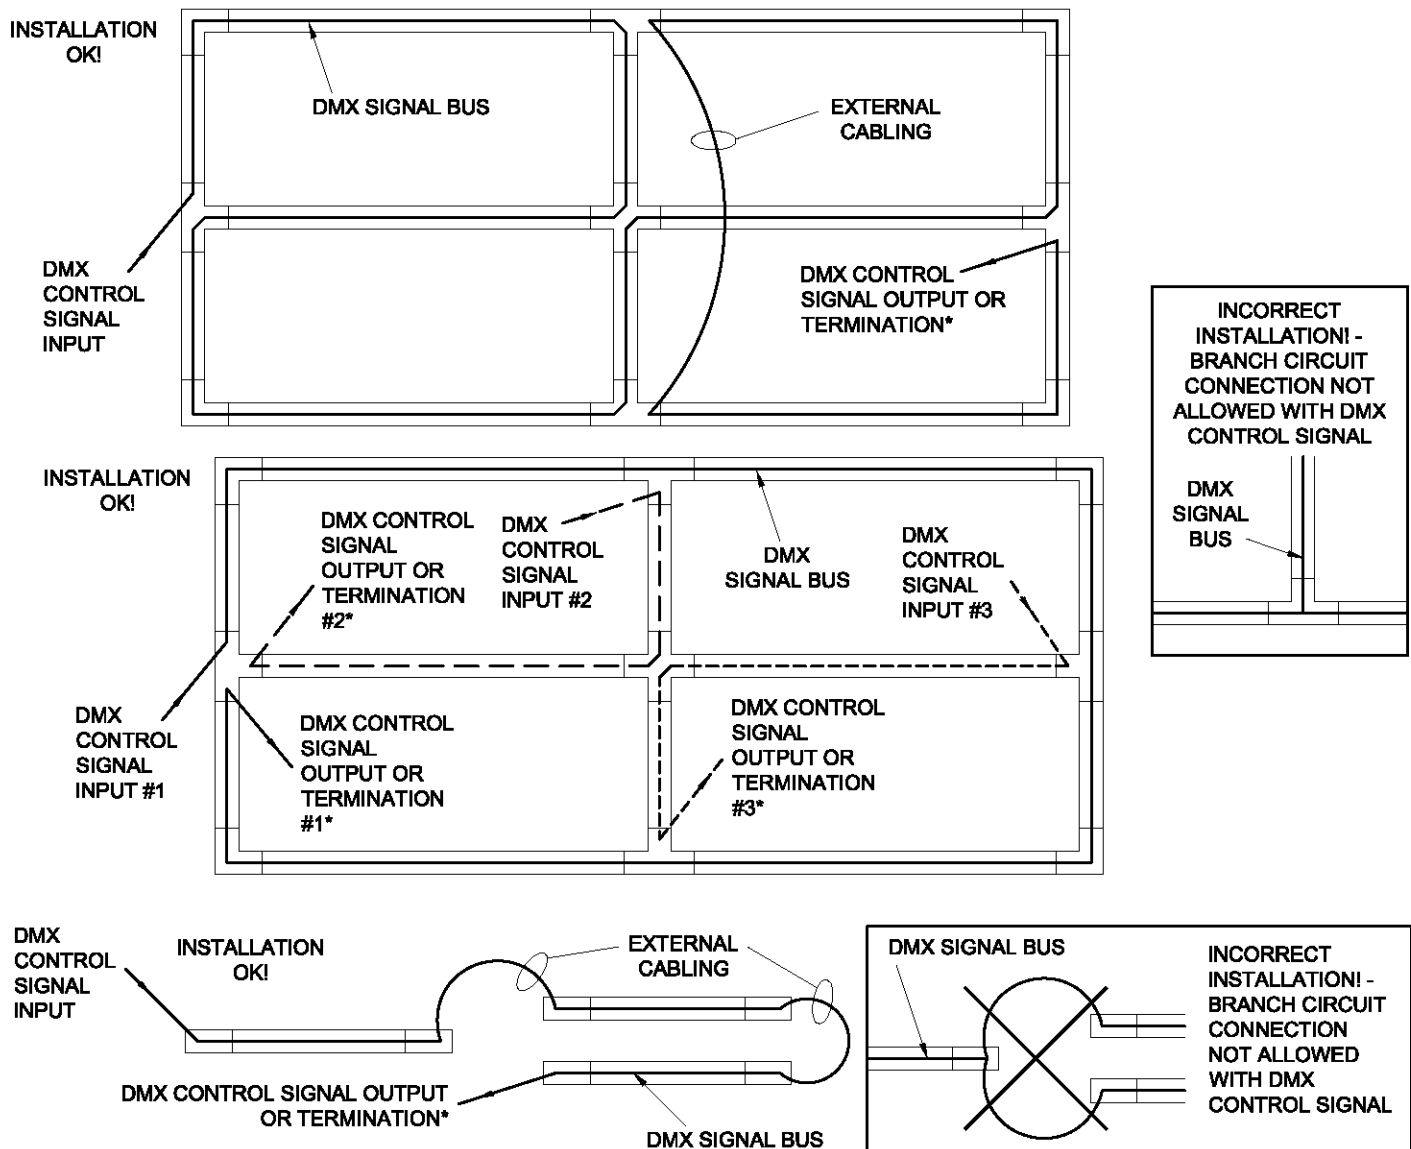 INSTALLATION
OK!
DMX SIGNAL BUS
EXTERNAL
CABLING
DMX
CONTROL
SIGNAL
INPUT
DMX CONTROL
SIGNAL OUTPUT OR
TERMINATION*
INCORRECT
INSTALLATION! -
BRANCH CIRCUIT
CONNECTION NOT
ALLOWED WITH DMX
CONTROL SIGNAL
DMX
SIGNAL
BUS
INSTALLATION
OK!
DMX CONTROL
SIGNAL
OUTPUT OR
TERMINATION
#2*
DMX
CONTROL
SIGNAL
INPUT #2
DMX
SIGNAL BUS
DMX
CONTROL
SIGNAL
INPUT #3
DMX
CONTROL
SIGNAL
INPUT #1
DMX CONTROL
SIGNAL
OUTPUT OR
TERMINATION
#1*
DMX CONTROL
SIGNAL
OUTPUT OR
TERMINATION
#3*
DMX
CONTROL
SIGNAL
INPUT
INSTALLATION
OK!
EXTERNAL
CABLING
DMX CONTROL SIGNAL OUTPUT
OR TERMINATION*
DMX SIGNAL BUS
DMX SIGNAL BUS
INCORRECT
INSTALLATION! -
BRANCH CIRCUIT
CONNECTION
NOT ALLOWED
WITH DMX
CONTROL SIGNAL